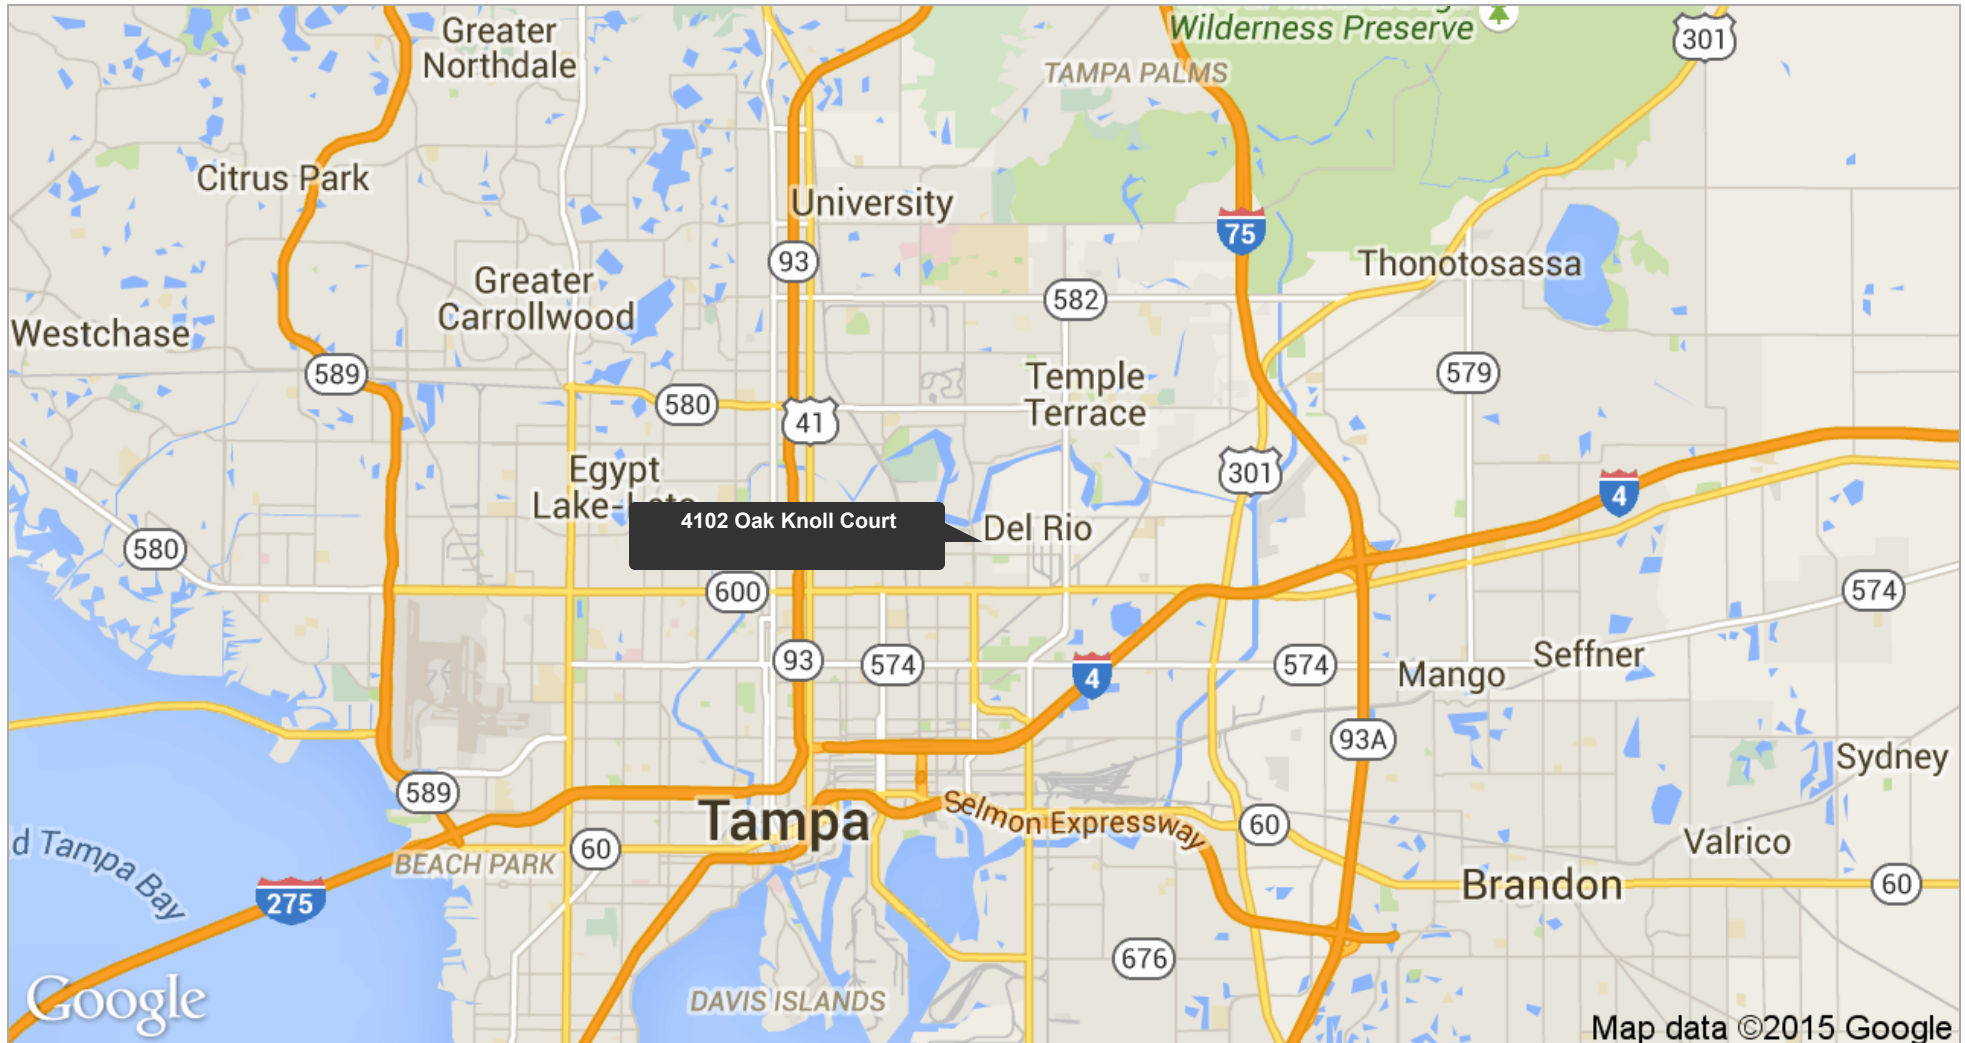 Greater
Northdale
Wilderness Preserve
301
TAMPA PALMS
Citrus Park
University
75
93
Thonotosassa
Greater
Carrollwood
582
Westchase
589
579
Temple
Terrace
580
41
Egypt
301
4
4102 Oak Knoll Court
Del Rio
580
600
574
93
574
4
574
Mango
Seffner
93A
Sydney
589
Tampa
Selmon Expressway
60
60
Valrico
d Tampa Bay
BEACH PARK
275
Brandon
60
676
Google
DAVIS ISLANDS
Map data ©2015 Google